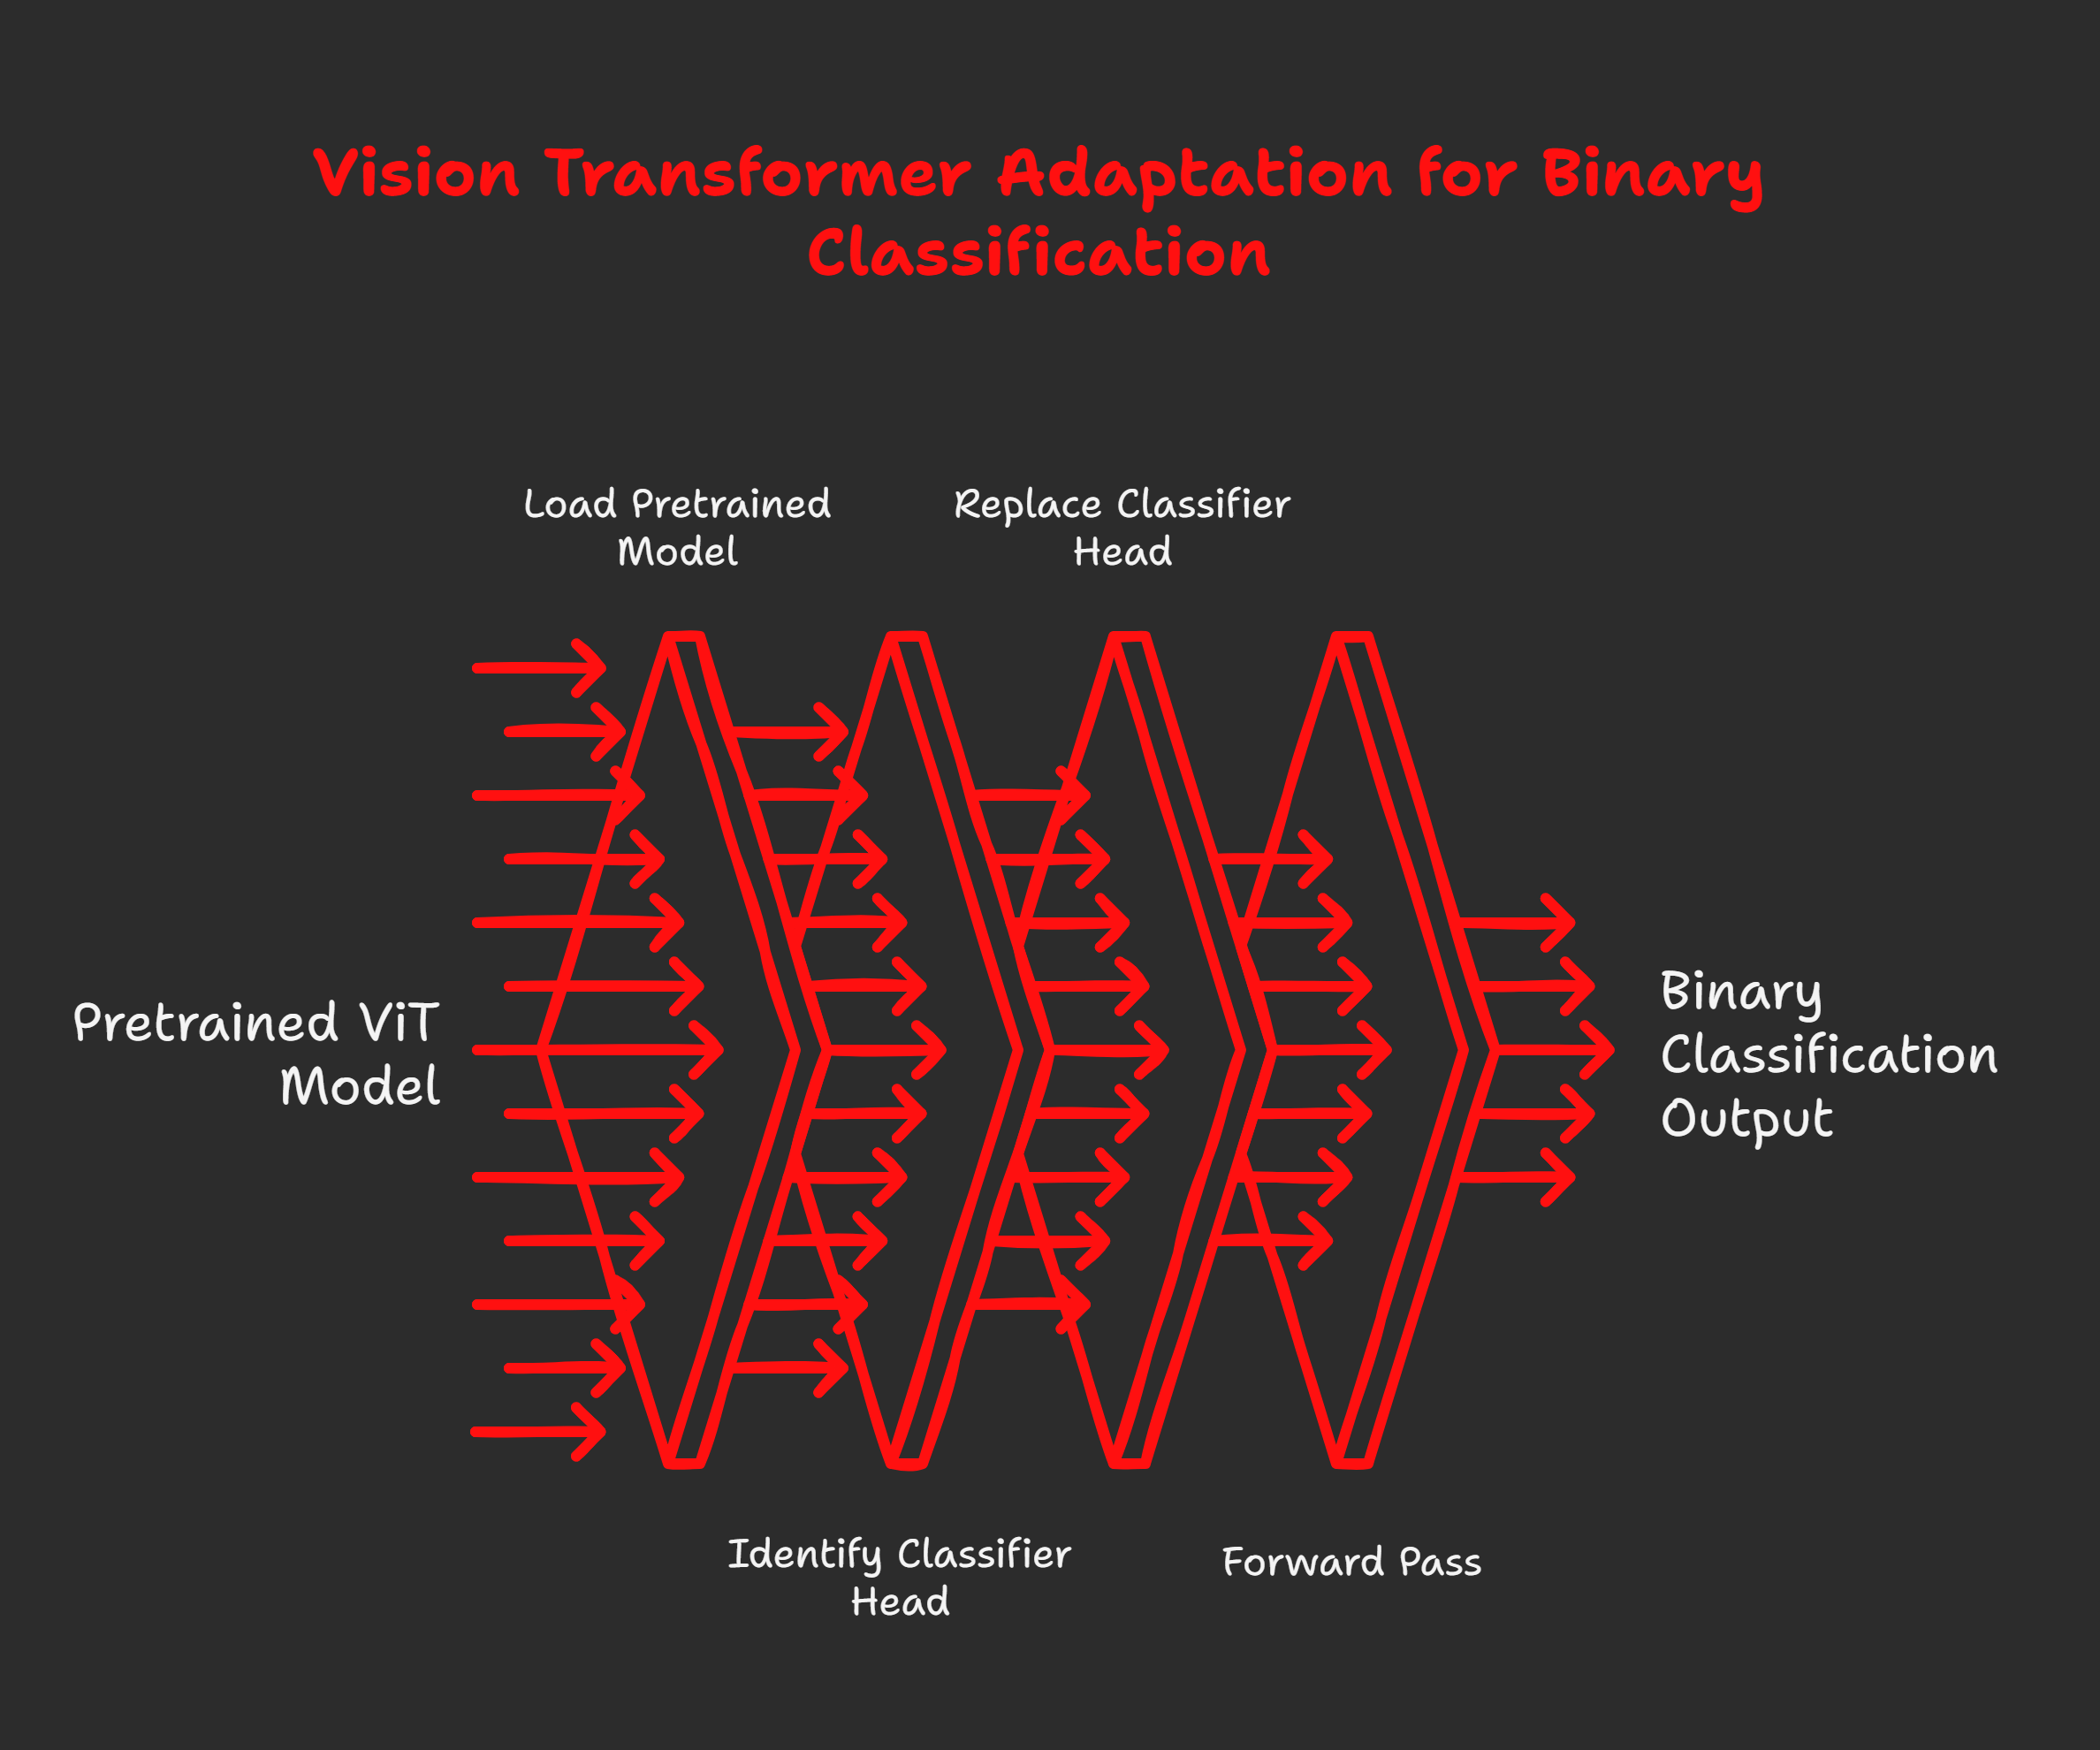 Vision Transformer Adaptation for Binary
Classification
Load Pretrained
Model
Replace Classifier
Head
Pretrained ViT
Model
Binary
Classification
Output
Identify Classifier
Head
Forward Pass